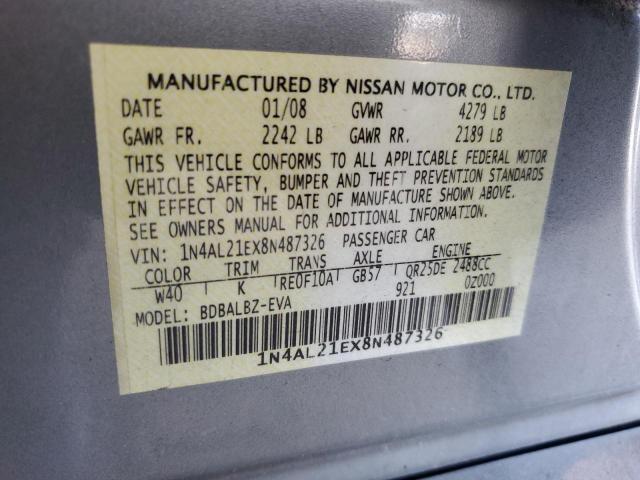 MANUFACTURED BY NISSAN MOTOR CO., LTD.
DATE 01/08 GVWR 4279 LB
GAWR FR. 2242 LB GAWR RR. 2189 LB
THIS VEHICLE CONFORMS TO ALL APPLICABLE FEDERAL MOTOR
VEHICLE SAFETY, BUMPER AND THEFT PREVENTION STANDARDS
IN EFFECT ON THE DATE OF MANUFACTURE SHOWN ABOVE.
SEE OWNERS MANUAL FOR ADDITIONAL INFORMATION.
VIN: 1N4AL21EX8N487326 PASSENGER CAR
COLOR TRIM TRANS AXLE ENGINE
W40 K RE0F10A GB57 QR25DE 2488CC
MODEL: BDBALBZ-EVA 921 0Z000
1N4AL21EX8N487326